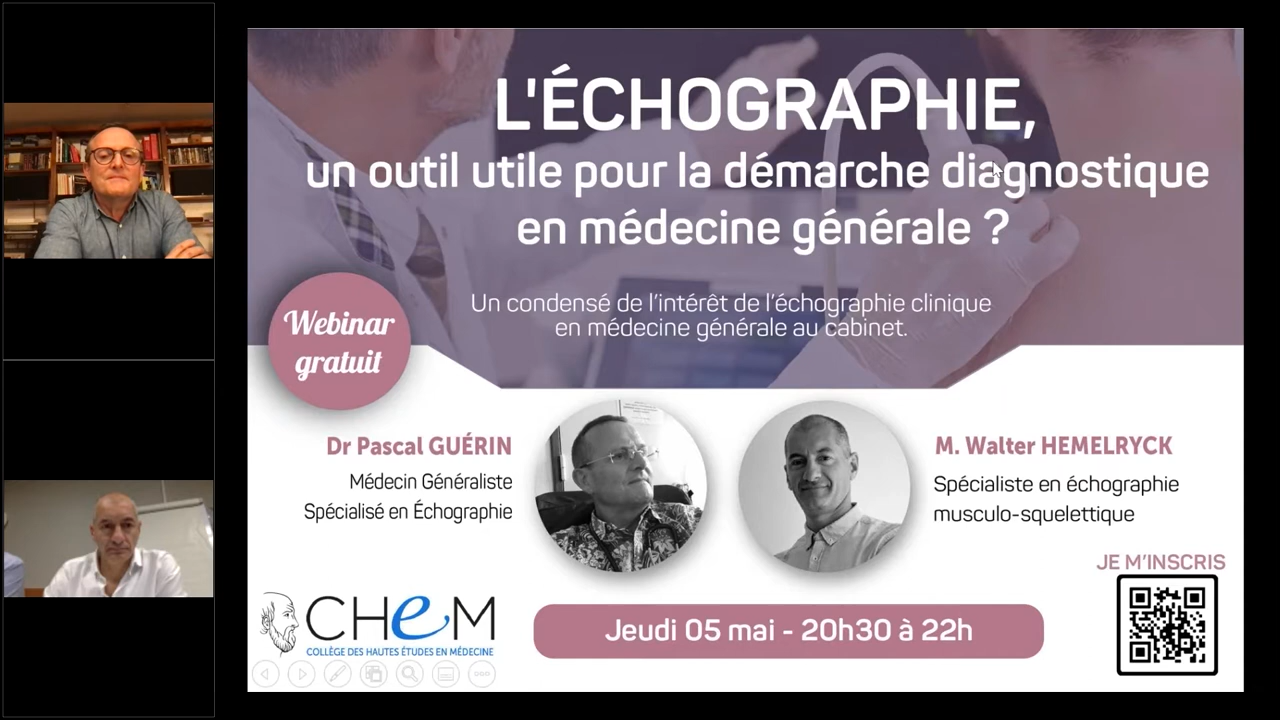 L'ÉCHOGRAPHIE,
un outil utile pour la démarche diagnostique
en médecine générale ?
Un condensé de l'intérêt de l'échographie clinique
en médecine générale au cabinet.
Webinar
gratuit
Dr Pascal GUÉRIN
Médecin Généraliste
Spécialisé en Échographie
M. Walter HEMELRYCK
Spécialiste en échographie
musculo-squelettique
JE M'INSCRIS
CHeM
COLLÈGE DES HAUTES ÉTUDES EN MÉDECINE
Jeudi 05 mai - 20h30 à 22h